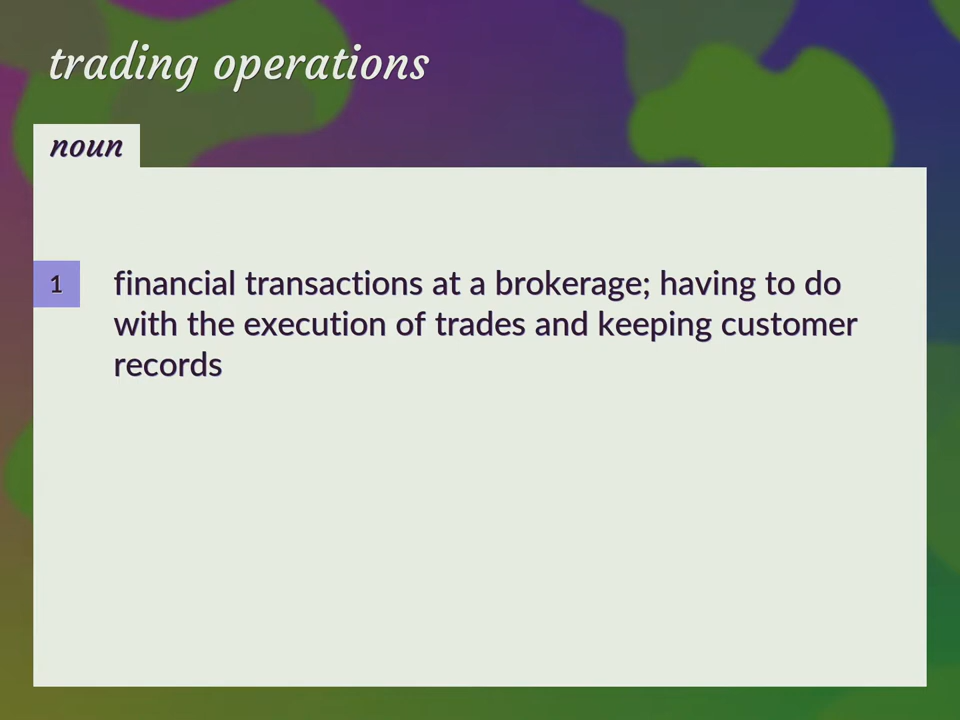 trading operations
noun
1
financial transactions at a brokerage; having to do
with the execution of trades and keeping customer
records